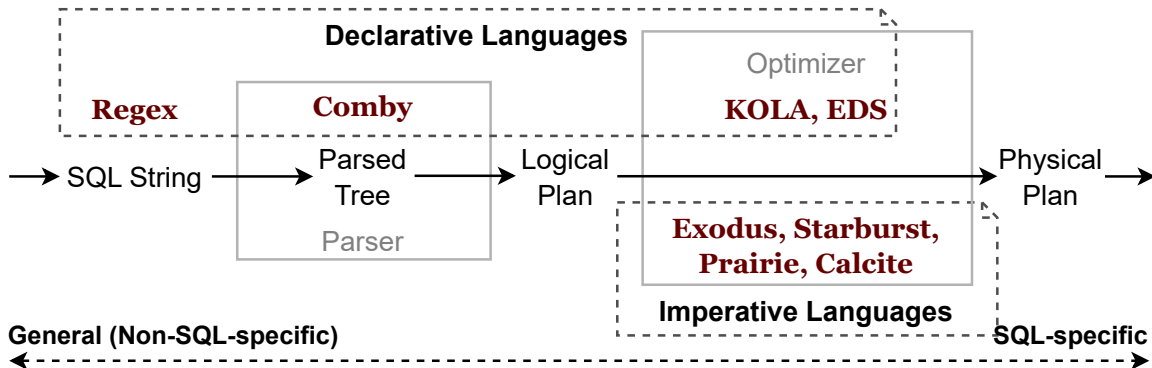 Declarative Languages
Optimizer
Regex
Comby
KOLA, EDS
SQL String
Parsed
Tree
Logical
Plan
Physical
Plan
Parser
Exodus, Starburst,
Prairie, Calcite
Imperative Languages
General (Non-SQL-specific)
SQL-specific